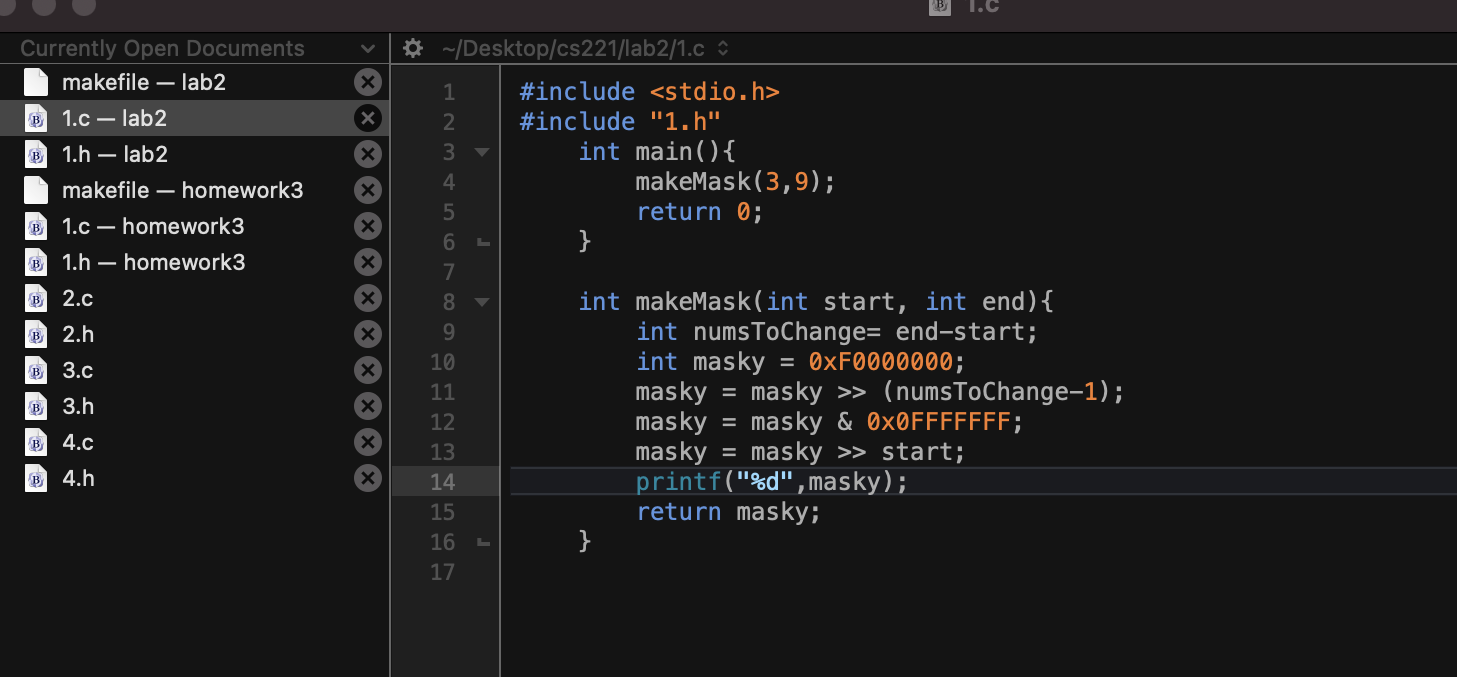 1.c
Currently Open Documents
~/Desktop/cs221/lab2/1.c
makefile — lab2
1.c — lab2
1.h — lab2
makefile — homework3
1.c — homework3
1.h — homework3
2.c
2.h
3.c
3.h
4.c
4.h
1 #include <stdio.h>
2 #include "1.h"
3 int main(){
4 makeMask(3,9);
5 return 0;
6 }
7
8 int makeMask(int start, int end){
9 int numsToChange= end-start;
10 int masky = 0xF0000000;
11 masky = masky >> (numsToChange-1);
12 masky = masky & 0x0FFFFFFF;
13 masky = masky >> start;
14 printf("%d",masky);
15 return masky;
16 }
17